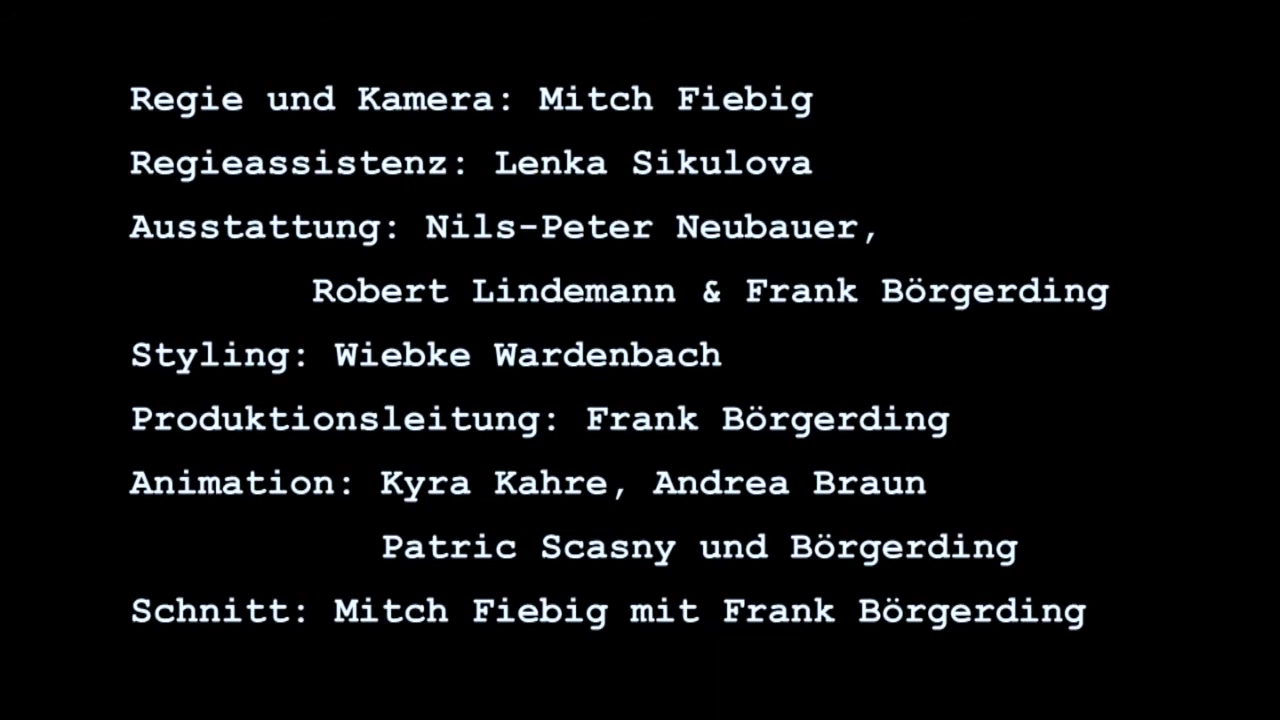 Regie und Kamera: Mitch Fiebig
Regieassistenz: Lenka Sikulova
Ausstattung: Nils-Peter Neubauer,
Robert Lindemann & Frank Börgerding
Styling: Wiebke Wardenbach
Produktionsleitung: Frank Börgerding
Animation: Kyra Kahre, Andrea Braun
Patric Scasny und Börgerding
Schnitt: Mitch Fiebig mit Frank Börgerding